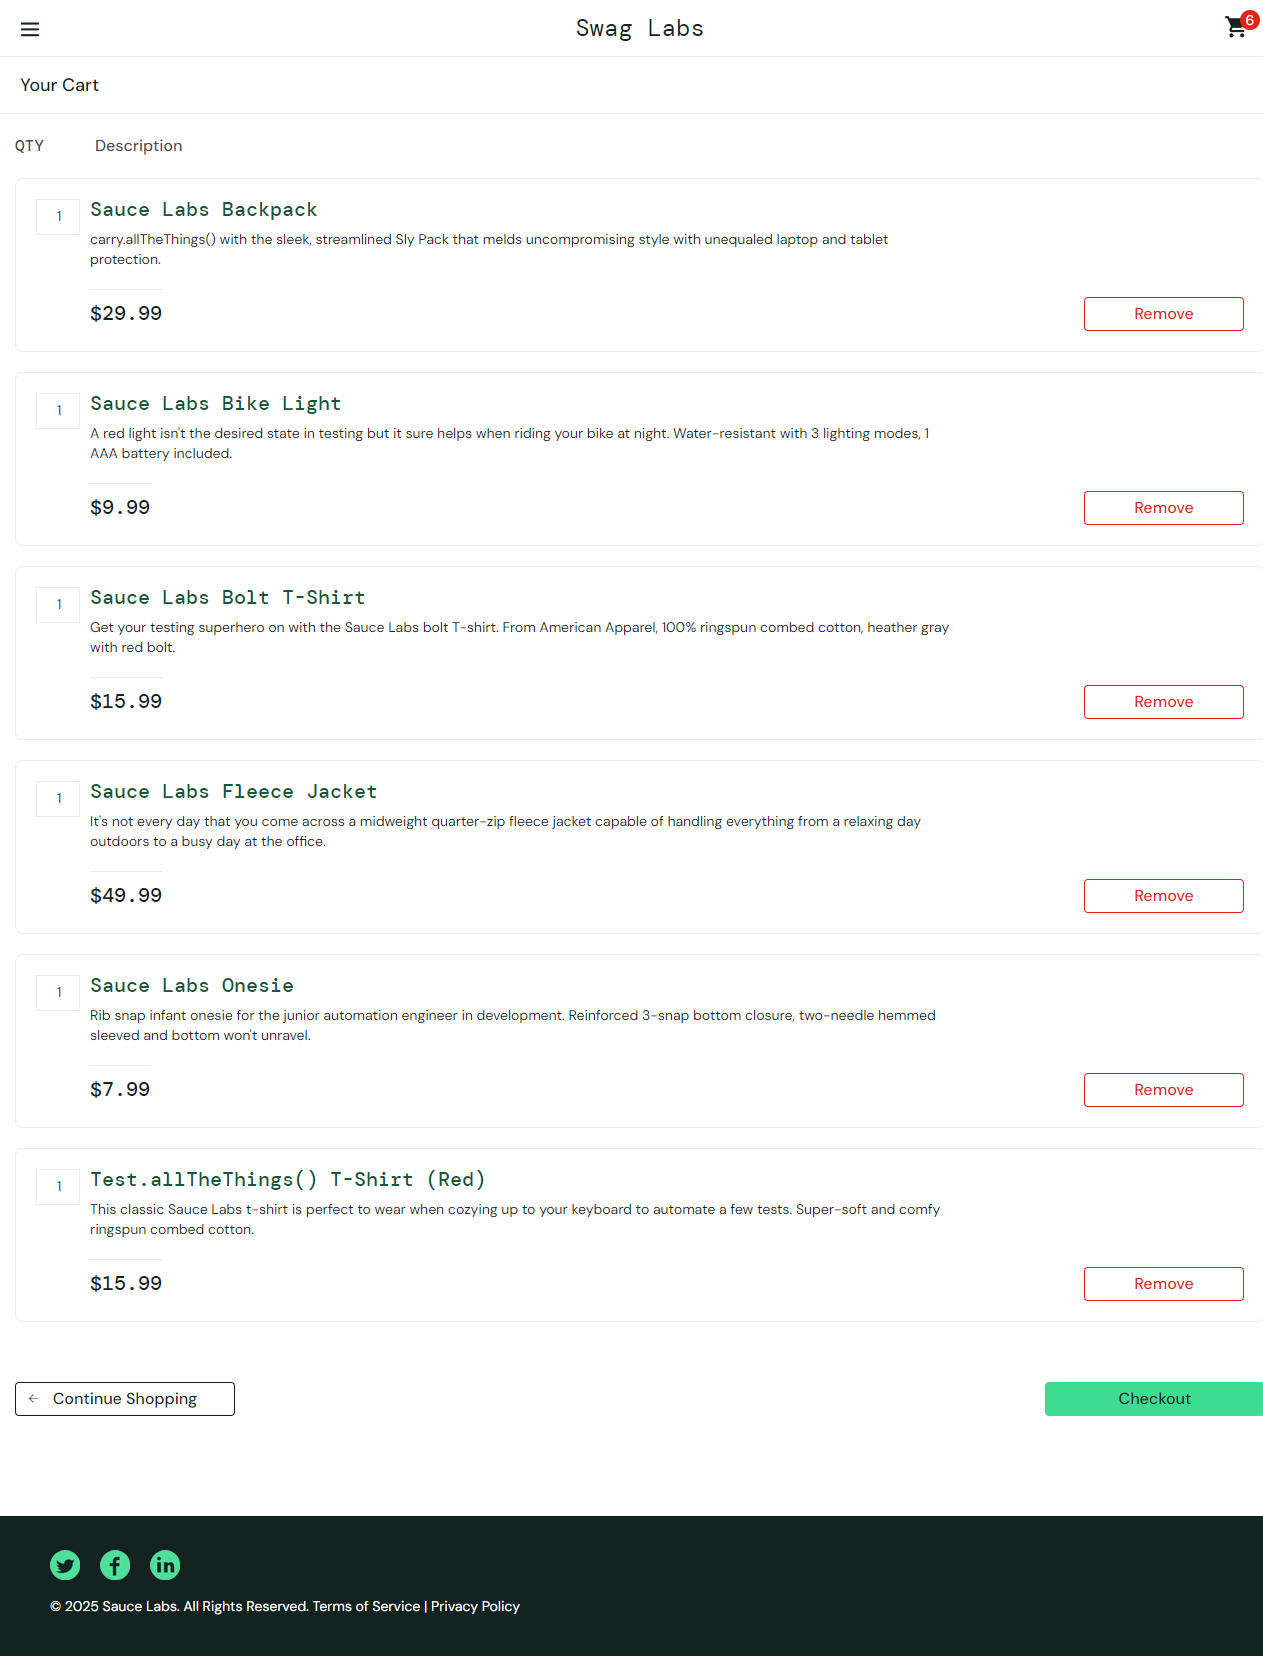 Swag Labs
6
Your Cart
QTY Description
1
Sauce Labs Backpack
carry.allTheThings() with the sleek, streamlined Sly Pack that melds uncompromising style with unequaled laptop and tablet
protection.
$29.99
Remove
1
Sauce Labs Bike Light
A red light isn't the desired state in testing but it sure helps when riding your bike at night. Water-resistant with 3 lighting modes, 1
AAA battery included.
$9.99
Remove
1
Sauce Labs Bolt T-Shirt
Get your testing superhero on with the Sauce Labs bolt T-shirt. From American Apparel, 100% ringspun combed cotton, heather gray
with red bolt.
$15.99
Remove
1
Sauce Labs Fleece Jacket
It's not every day that you come across a midweight quarter-zip fleece jacket capable of handling everything from a relaxing day
outdoors to a busy day at the office.
$49.99
Remove
1
Sauce Labs Onesie
Rib snap infant onesie for the junior automation engineer in development. Reinforced 3-snap bottom closure, two-needle hemmed
sleeved and bottom won't unravel.
$7.99
Remove
1
Test.allTheThings() T-Shirt (Red)
This classic Sauce Labs t-shirt is perfect to wear when cozying up to your keyboard to automate a few tests. Super-soft and comfy
ringspun combed cotton.
$15.99
Remove
Continue Shopping
Checkout
© 2025 Sauce Labs. All Rights Reserved. Terms of Service | Privacy Policy